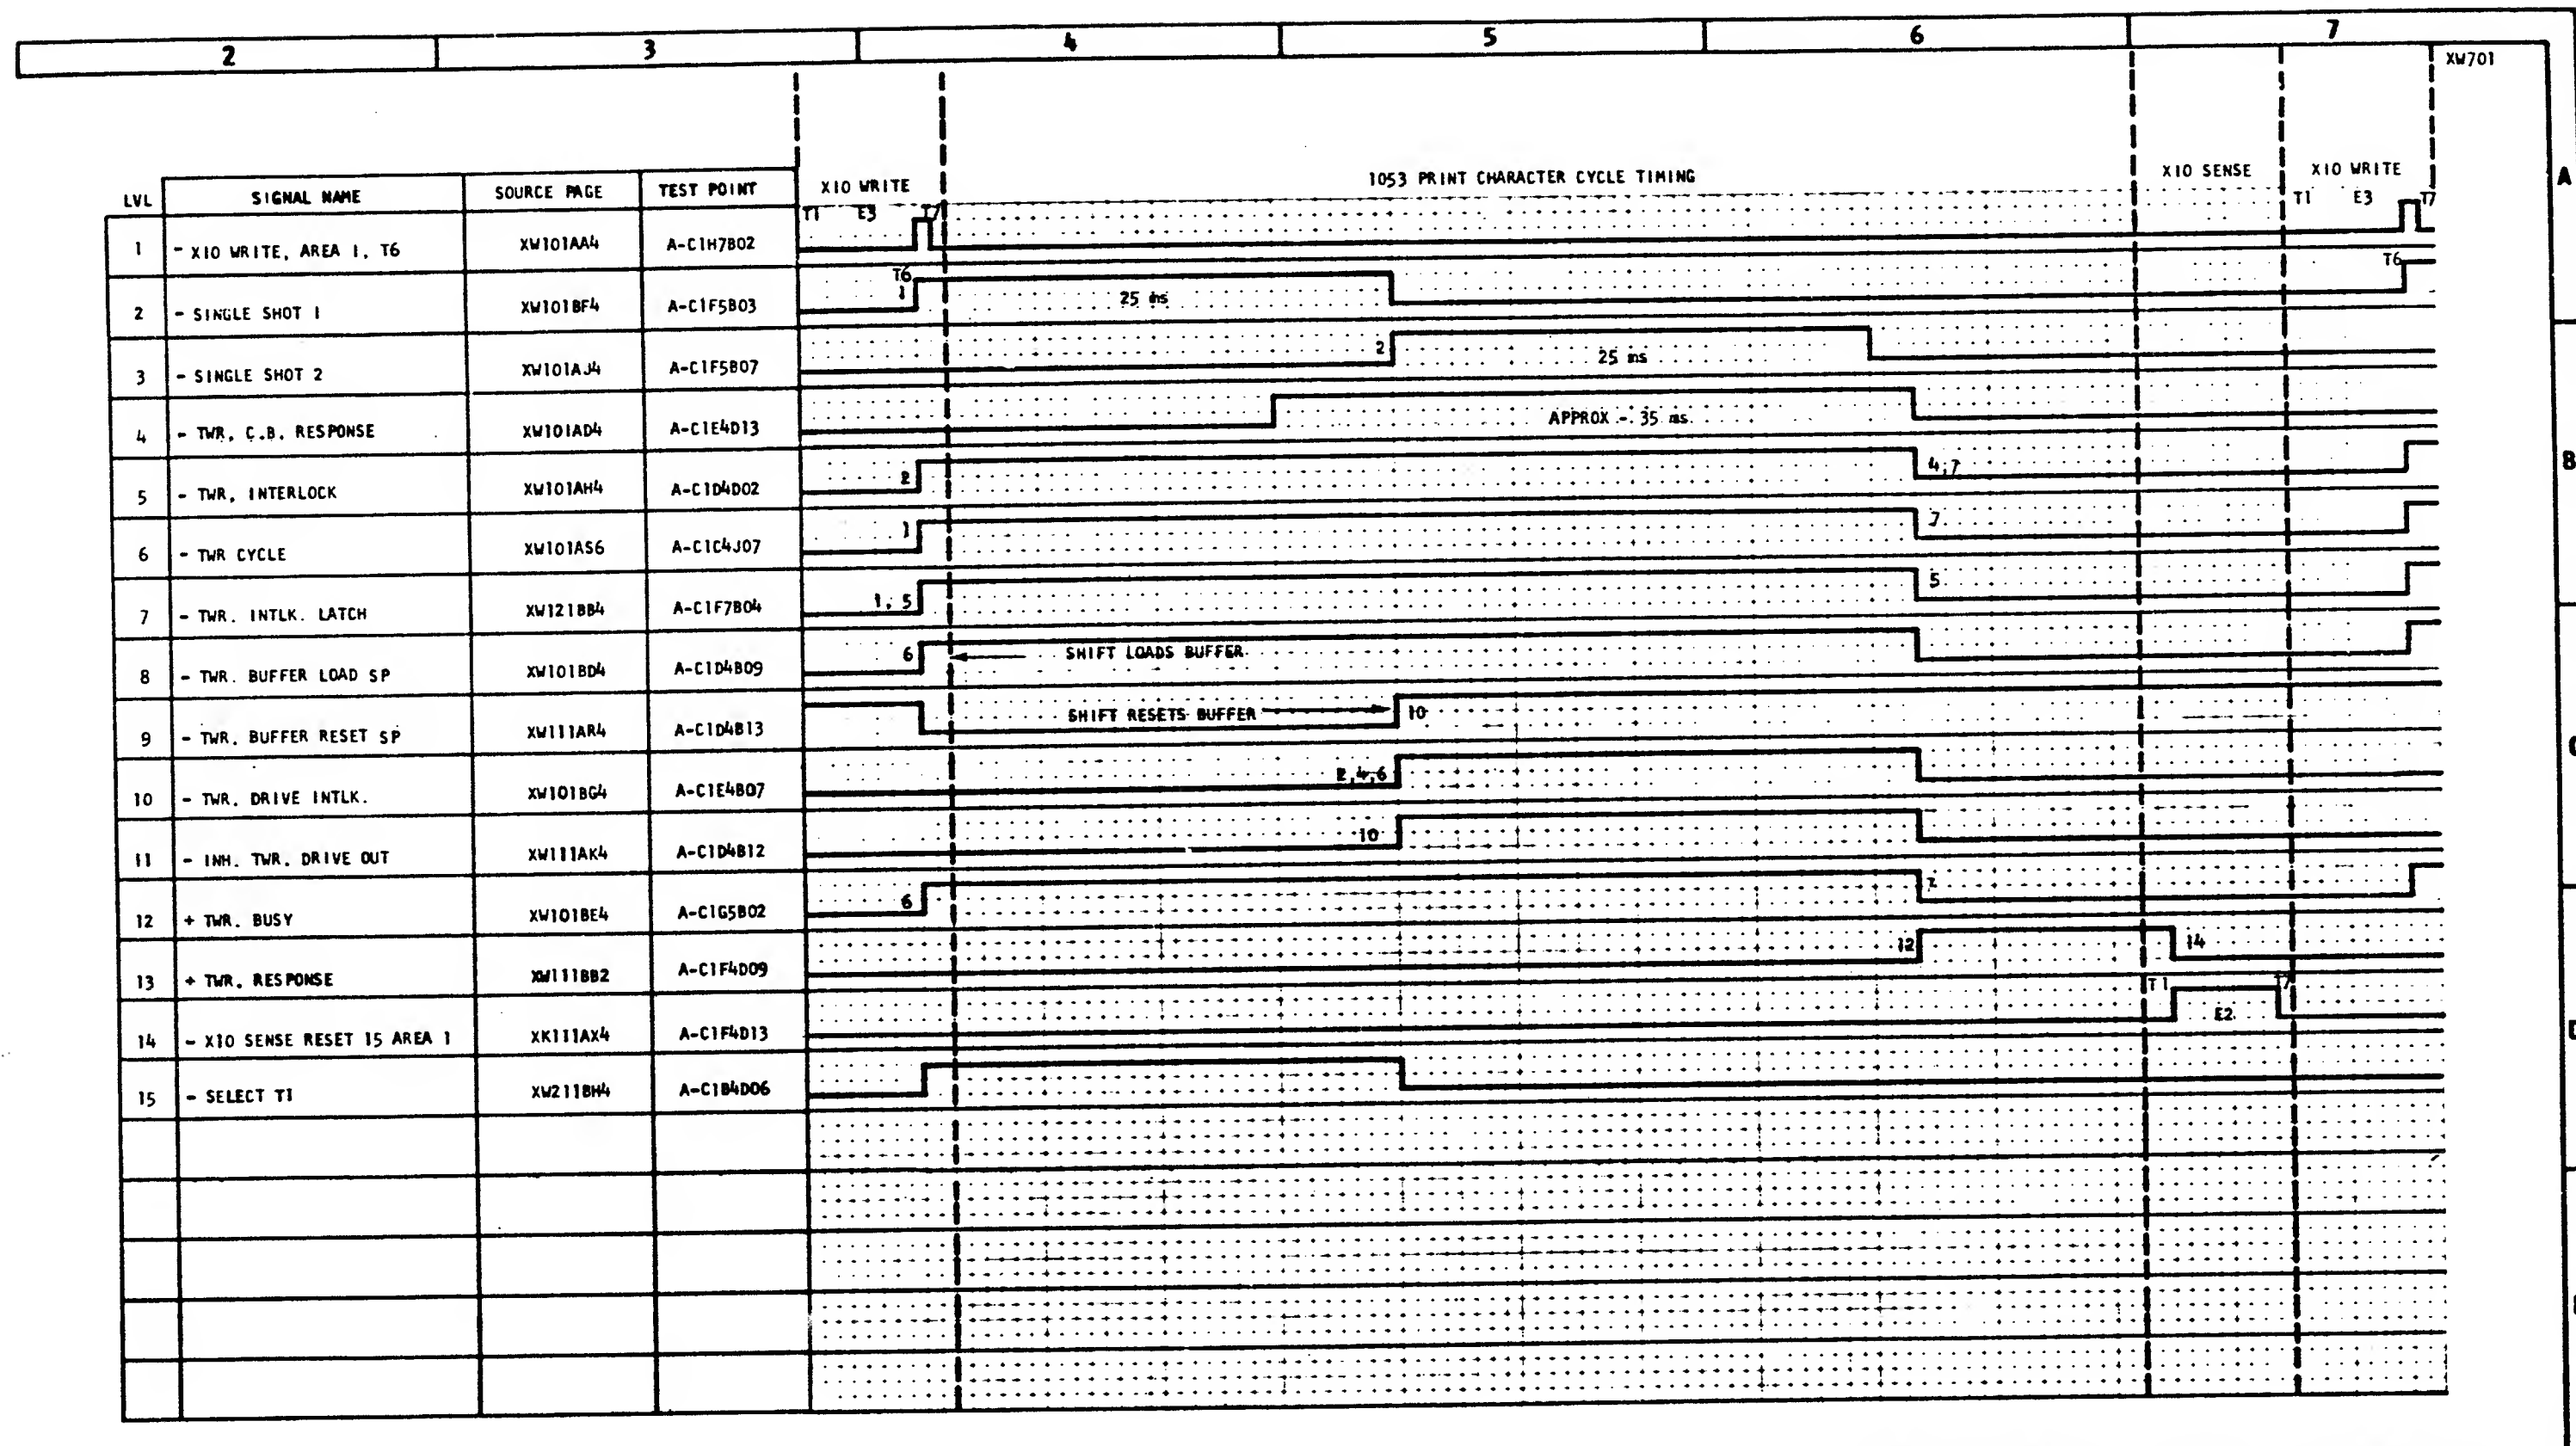 2 3 4 5 6 7
XW701
A
1053 PRINT CHARACTER CYCLE TIMING
XIO SENSE XIO WRITE
LVL SIGNAL NAME SOURCE PAGE TEST POINT XIO WRITE
T1 E3 T7 T1 E3 T7
1 - XIO WRITE, AREA 1, T6 XW101AA4 A-C1H7B02
T6 T6
2 - SINGLE SHOT 1 XW101BF4 A-C1F5B03 1 25 ms
3 - SINGLE SHOT 2 XW101AJ4 A-C1F5B07 2 25 ms
4 - TWR. C.B. RESPONSE XW101AD4 A-C1E4D13 APPROX - 35 ms
B
5 - TWR, INTERLOCK XW101AH4 A-C1D4D02 2 4,7
6 - TWR CYCLE XW101AS6 A-C1C4J07 1 7
7 - TWR. INTLK. LATCH XW121BB4 A-C1F7B04 1, 5 5
8 - TWR. BUFFER LOAD SP XW101BD4 A-C1D4B09 6 SHIFT LOADS BUFFER
9 - TWR. BUFFER RESET SP XW111AR4 A-C1D4B13 SHIFT RESETS BUFFER 10
10 - TWR. DRIVE INTLK. XW101BG4 A-C1E4B07 2,4,6
11 - INH. TWR. DRIVE OUT XW111AK4 A-C1D4B12 10
12 + TWR. BUSY XW101BE4 A-C1G5B02 6 7
13 + TWR. RESPONSE XW111BB2 A-C1F4D09 12 14
T1 T7
14 - XIO SENSE RESET 15 AREA 1 XK111AX4 A-C1F4D13 E2
15 - SELECT T1 XW211BH4 A-C1B4D06